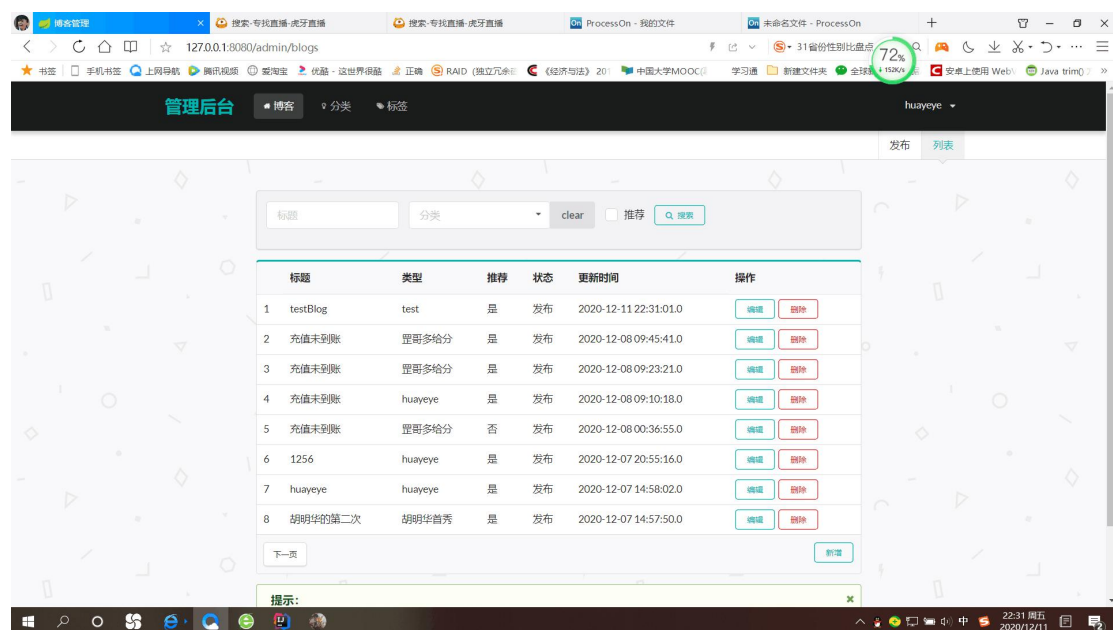 博客管理
搜索-专找直播-虎牙直播
搜索-专找直播-虎牙直播
On ProcessOn - 我的文件
On 未命名文件 - ProcessOn
127.0.0.1:8080/admin/blogs
31省份性别比盘点
72%
152K/s
书签 手机书签 上网导航 腾讯视频 爱淘宝 优酷 - 这世界很酷 正确 RAID (独立冗余 《经济与法》 20 中国大学MOOC( 学习通 新建文件夹 全球 安卓上使用 Web Java trim()
管理后台 博客 分类 标签 huayeye
发布 列表
标题 分类 clear 推荐 搜索
标题 类型 推荐 状态 更新时间 操作
1 testBlog test 是 发布 2020-12-11 22:31:01.0 编辑 删除
2 充值未到账 罡哥多给分 是 发布 2020-12-08 09:45:41.0 编辑 删除
3 充值未到账 罡哥多给分 是 发布 2020-12-08 09:23:21.0 编辑 删除
4 充值未到账 huayeye 是 发布 2020-12-08 09:10:18.0 编辑 删除
5 充值未到账 罡哥多给分 否 发布 2020-12-08 00:36:55.0 编辑 删除
6 1256 huayeye 是 发布 2020-12-07 20:55:16.0 编辑 删除
7 huayeye huayeye 是 发布 2020-12-07 14:58:02.0 编辑 删除
8 胡明华的第二次 胡明华首秀 是 发布 2020-12-07 14:57:50.0 编辑 删除
下一页 新增
提示:
中 22:31 周五
2020/12/11